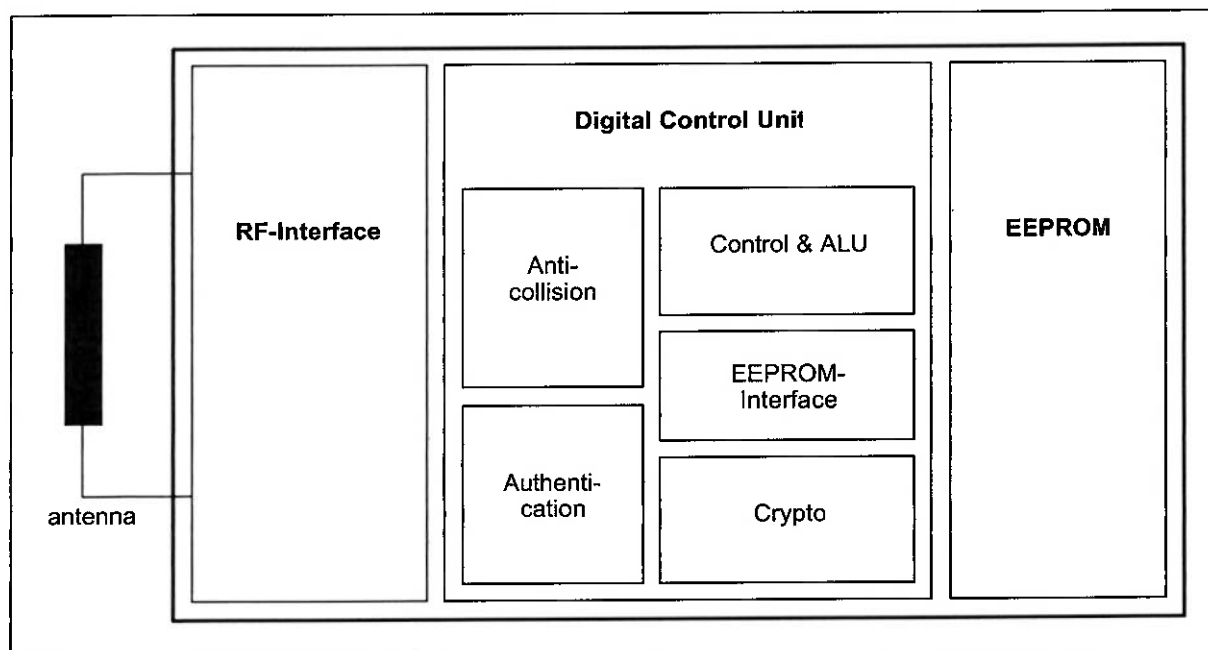 Digital Control Unit
RF-Interface
EEPROM
Anti-
collision
Control & ALU
EEPROM-
Interface
Authenti-
cation
Crypto
antenna